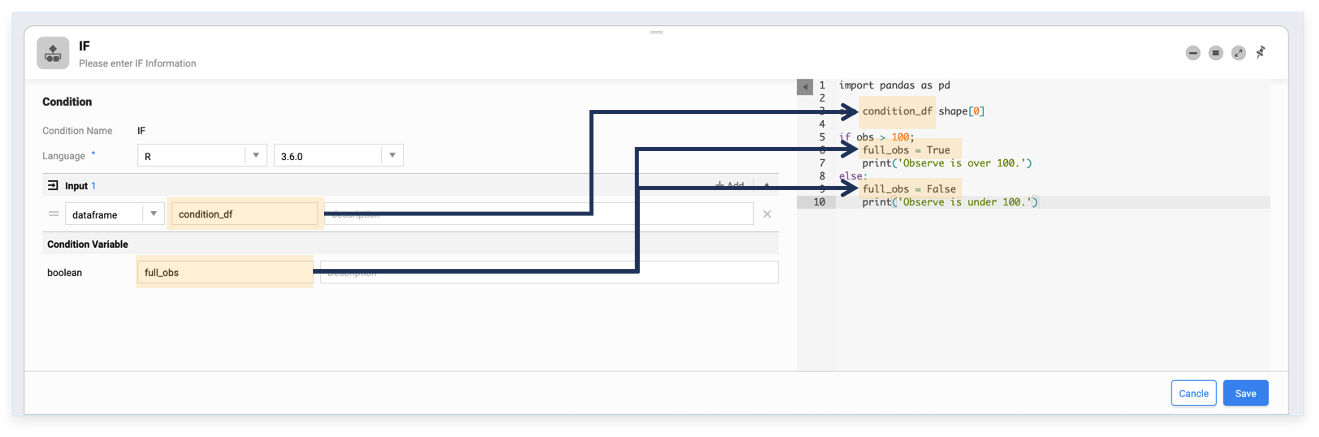 IF
Please enter IF Information
Condition
Condition Name IF
Language * R 3.6.0
Input 1 + Add
dataframe condition_df description
Condition Variable
boolean full_obs Description
1 import pandas as pd
2
3 condition_df shape[0]
4
5 if obs > 100;
6 full_obs = True
7 print('Observe is over 100.')
8 else:
9 full_obs = False
10 print('Observe is under 100.')
Cancle Save